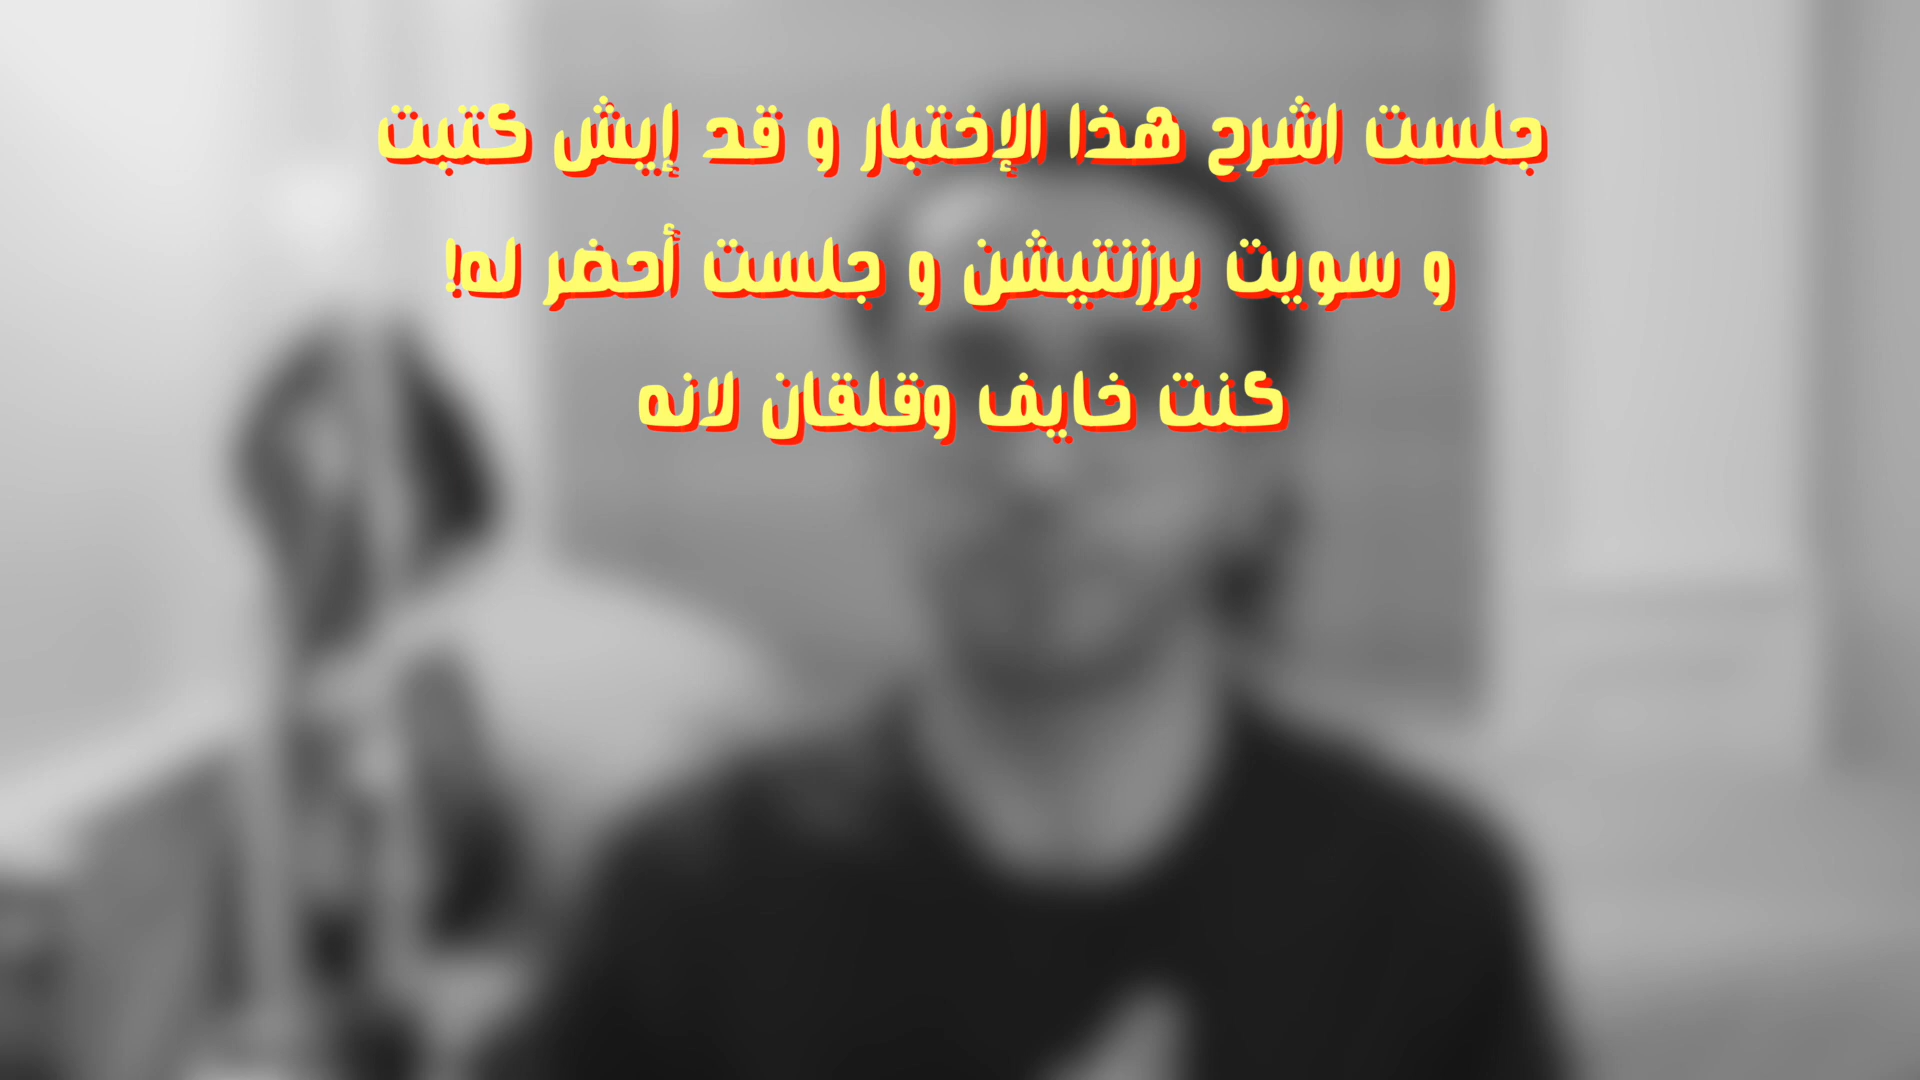 جلست اشرح هذا الإختبار و قد إيش كتبت
و سويت برزنتيشن و جلست أحضر له!
كنت خايف وقلقان لانه